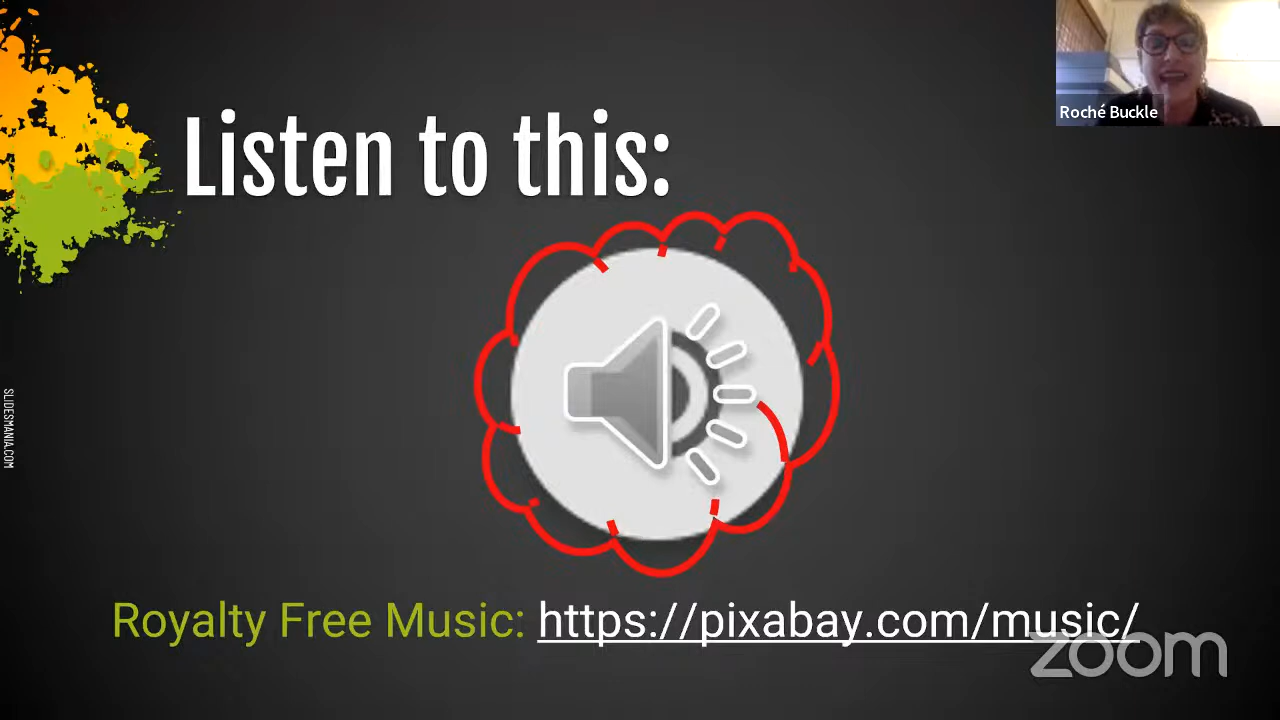 Roché Buckle
Listen to this:
SLIDESMANIA.COM
Royalty Free Music: https://pixabay.com/music/
zoom